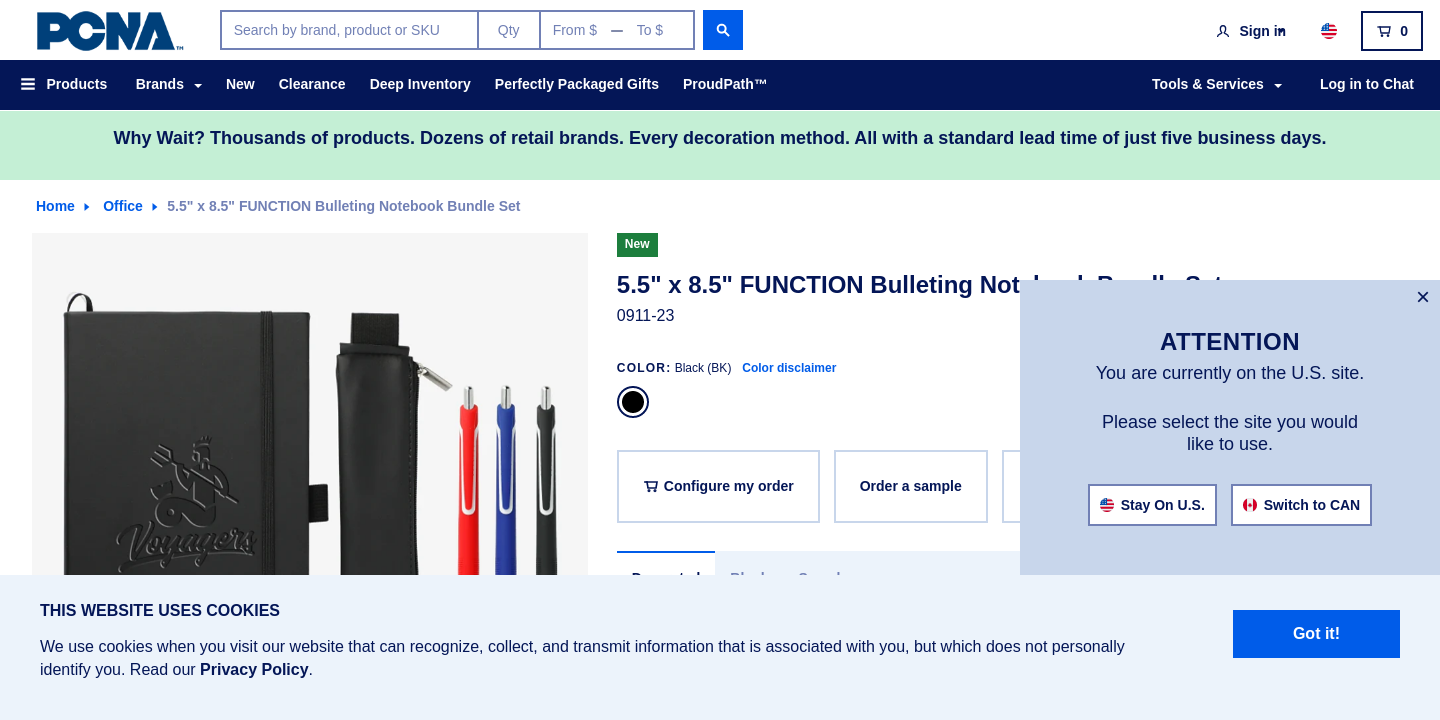 PCNA™
Search by brand, product or SKU
Qty
From $ — To $
Sign in
0
Products
Brands
New
Clearance
Deep Inventory
Perfectly Packaged Gifts
ProudPath™
Tools & Services
Log in to Chat
Why Wait? Thousands of products. Dozens of retail brands. Every decoration method. All with a standard lead time of just five business days.
Home
Office
5.5" x 8.5" FUNCTION Bulleting Notebook Bundle Set
Voyagers
New
5.5" x 8.5" FUNCTION Bulleting
0911-23
COLOR: Black (BK) Color disclaimer
Configure my order
Order a sample
×
ATTENTION
You are currently on the U.S. site.
Please select the site you would
like to use.
Stay On U.S.
Switch to CAN
THIS WEBSITE USES COOKIES
We use cookies when you visit our website that can recognize, collect, and transmit information that is associated with you, but which does not personally
identify you. Read our Privacy Policy.
Got it!